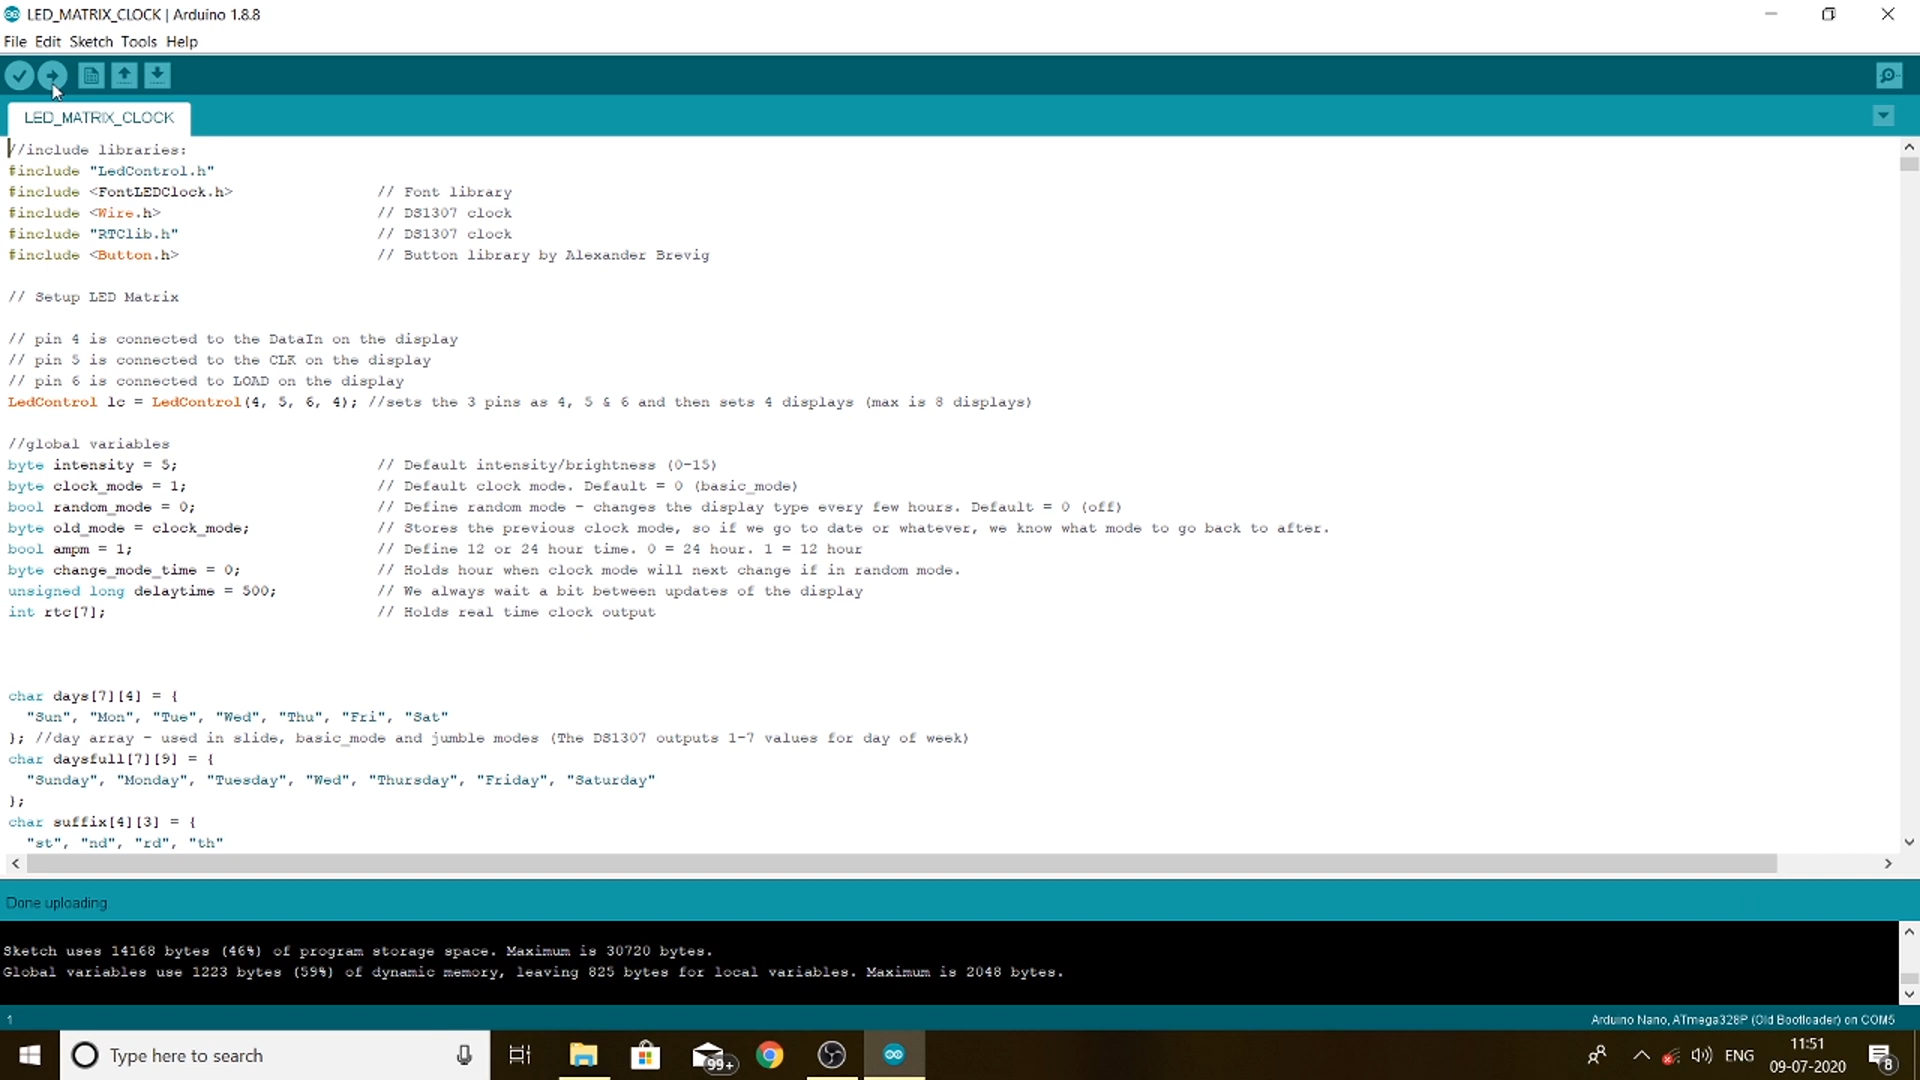 LED_MATRIX_CLOCK | Arduino 1.8.8
File Edit Sketch Tools Help
LED_MATRIX_CLOCK
//include libraries:
#include "LedControl.h"
#include <FontLEDClock.h> // Font library
#include <Wire.h> // DS1307 clock
#include "RTClib.h" // DS1307 clock
#include <Button.h> // Button library by Alexander Brevig
// Setup LED Matrix
// pin 4 is connected to the DataIn on the display
// pin 5 is connected to the CLK on the display
// pin 6 is connected to LOAD on the display
LedControl lc = LedControl(4, 5, 6, 4); //sets the 3 pins as 4, 5 & 6 and then sets 4 displays (max is 8 displays)
//global variables
byte intensity = 5; // Default intensity/brightness (0-15)
byte clock_mode = 1; // Default clock mode. Default = 0 (basic_mode)
bool random_mode = 0; // Define random mode - changes the display type every few hours. Default = 0 (off)
byte old_mode = clock_mode; // Stores the previous clock mode, so if we go to date or whatever, we know what mode to go back to after.
bool ampm = 1; // Define 12 or 24 hour time. 0 = 24 hour. 1 = 12 hour
byte change_mode_time = 0; // Holds hour when clock mode will next change if in random mode.
unsigned long delaytime = 500; // We always wait a bit between updates of the display
int rtc[7]; // Holds real time clock output
char days[7][4] = {
"Sun", "Mon", "Tue", "Wed", "Thu", "Fri", "Sat"
}; //day array - used in slide, basic_mode and jumble modes (The DS1307 outputs 1-7 values for day of week)
char daysfull[7][9] = {
"Sunday", "Monday", "Tuesday", "Wed", "Thursday", "Friday", "Saturday"
};
char suffix[4][3] = {
"st", "nd", "rd", "th"
Done uploading.
Sketch uses 14168 bytes (46%) of program storage space. Maximum is 30720 bytes.
Global variables use 1223 bytes (59%) of dynamic memory, leaving 825 bytes for local variables. Maximum is 2048 bytes.
1 Arduino Nano, ATmega328P (Old Bootloader) on COM5
Type here to search 99+ ENG 11:51
09-07-2020 8